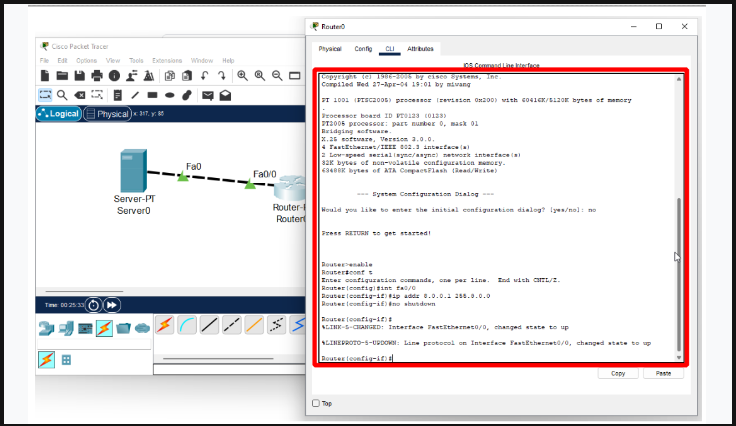 Cisco Packet Tracer
File Edit Options View Tools Extensions Window Help
Logical
Physical x: 317, y: 85
Fa0
Fa0/0
Server-PT
Server0
Router-
Router
Time: 00:25:33
Router0
Physical Config CLI Attributes
IOS Command Line Interface
Copyright (c) 1986-2005 by cisco Systems, Inc.
Compiled Wed 27-Apr-04 19:01 by miwang
PT 1001 (PTSC2005) processor (revision 0x200) with 60416K/5120K bytes of memory
.
Processor board ID PT0123 (0123)
PT2005 processor: part number 0, mask 01
Bridging software.
X.25 software, Version 3.0.0.
4 FastEthernet/IEEE 802.3 interface(s)
2 Low-speed serial(sync/async) network interface(s)
32K bytes of non-volatile configuration memory.
63488K bytes of ATA CompactFlash (Read/Write)
--- System Configuration Dialog ---
Would you like to enter the initial configuration dialog? [yes/no]: no
Press RETURN to get started!
Router>enable
Router#conf t
Enter configuration commands, one per line. End with CNTL/Z.
Router(config)#int fa0/0
Router(config-if)#ip addr 8.0.0.1 255.0.0.0
Router(config-if)#no shutdown
Router(config-if)#
%LINK-5-CHANGED: Interface FastEthernet0/0, changed state to up
%LINEPROTO-5-UPDOWN: Line protocol on Interface FastEthernet0/0, changed state to up
Router(config-if)#
Copy Paste
Top